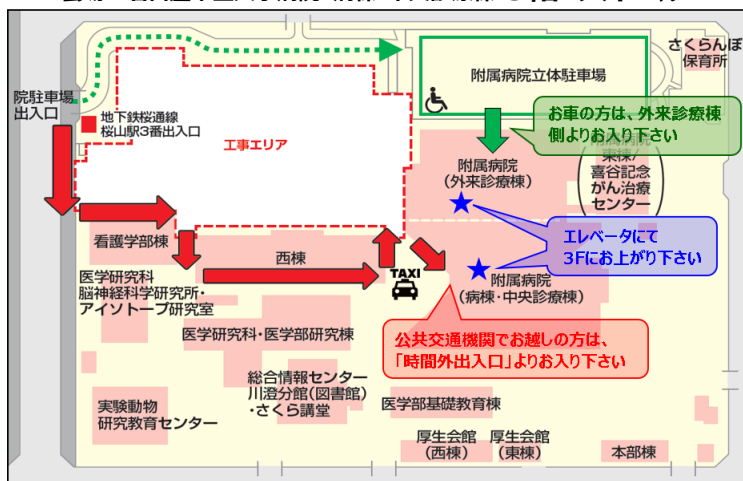 さくらんぼ
保育所
附属病院立体駐車場
院駐車場
出入口
地下鉄桜通線
桜山駅3番出入口
お車の方は、外来診療棟
側よりお入り下さい
工事エリア
附属病院
(外来診療棟)
附属病院
東棟/
喜谷記念
がん治療
センター
看護学部棟
西棟
エレベータにて
3Fにお上がり下さい
TAXI
医学研究科
脳神経科学研究所・
アイソトープ研究室
附属病院
(病棟・中央診療棟)
医学研究科・医学部研究棟
公共交通機関でお越しの方は、
「時間外出入口」よりお入り下さい
総合情報センター
川澄分館(図書館)
・さくら講堂
実験動物
研究教育センター
医学部基礎教育棟
厚生会館
(西棟)
厚生会館
(東棟)
本部棟